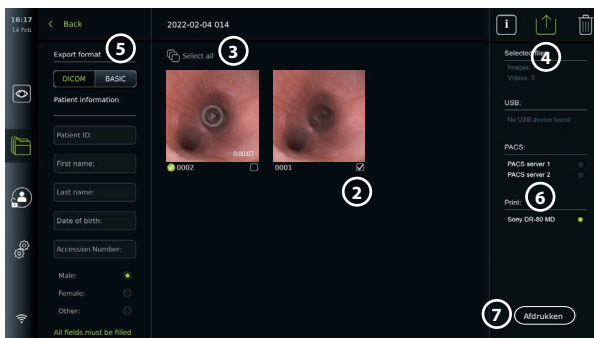 16:17
14 Feb
Back
2022-02-04 014
i
Export format
5
DICOM
BASIC
Patient information
Patient ID:
First name:
Last name:
Date of birth:
Accession Number:
Male:
Female:
Other:
All fields must be filled
Select all
3
0:00:07
0002
0001
2
Selected files:
4
Images:
Videos: 0
USB:
No USB device found
PACS:
PACS server 1
PACS server 2
Print:
6
Sony DR-80 MD
7
Afdrukken